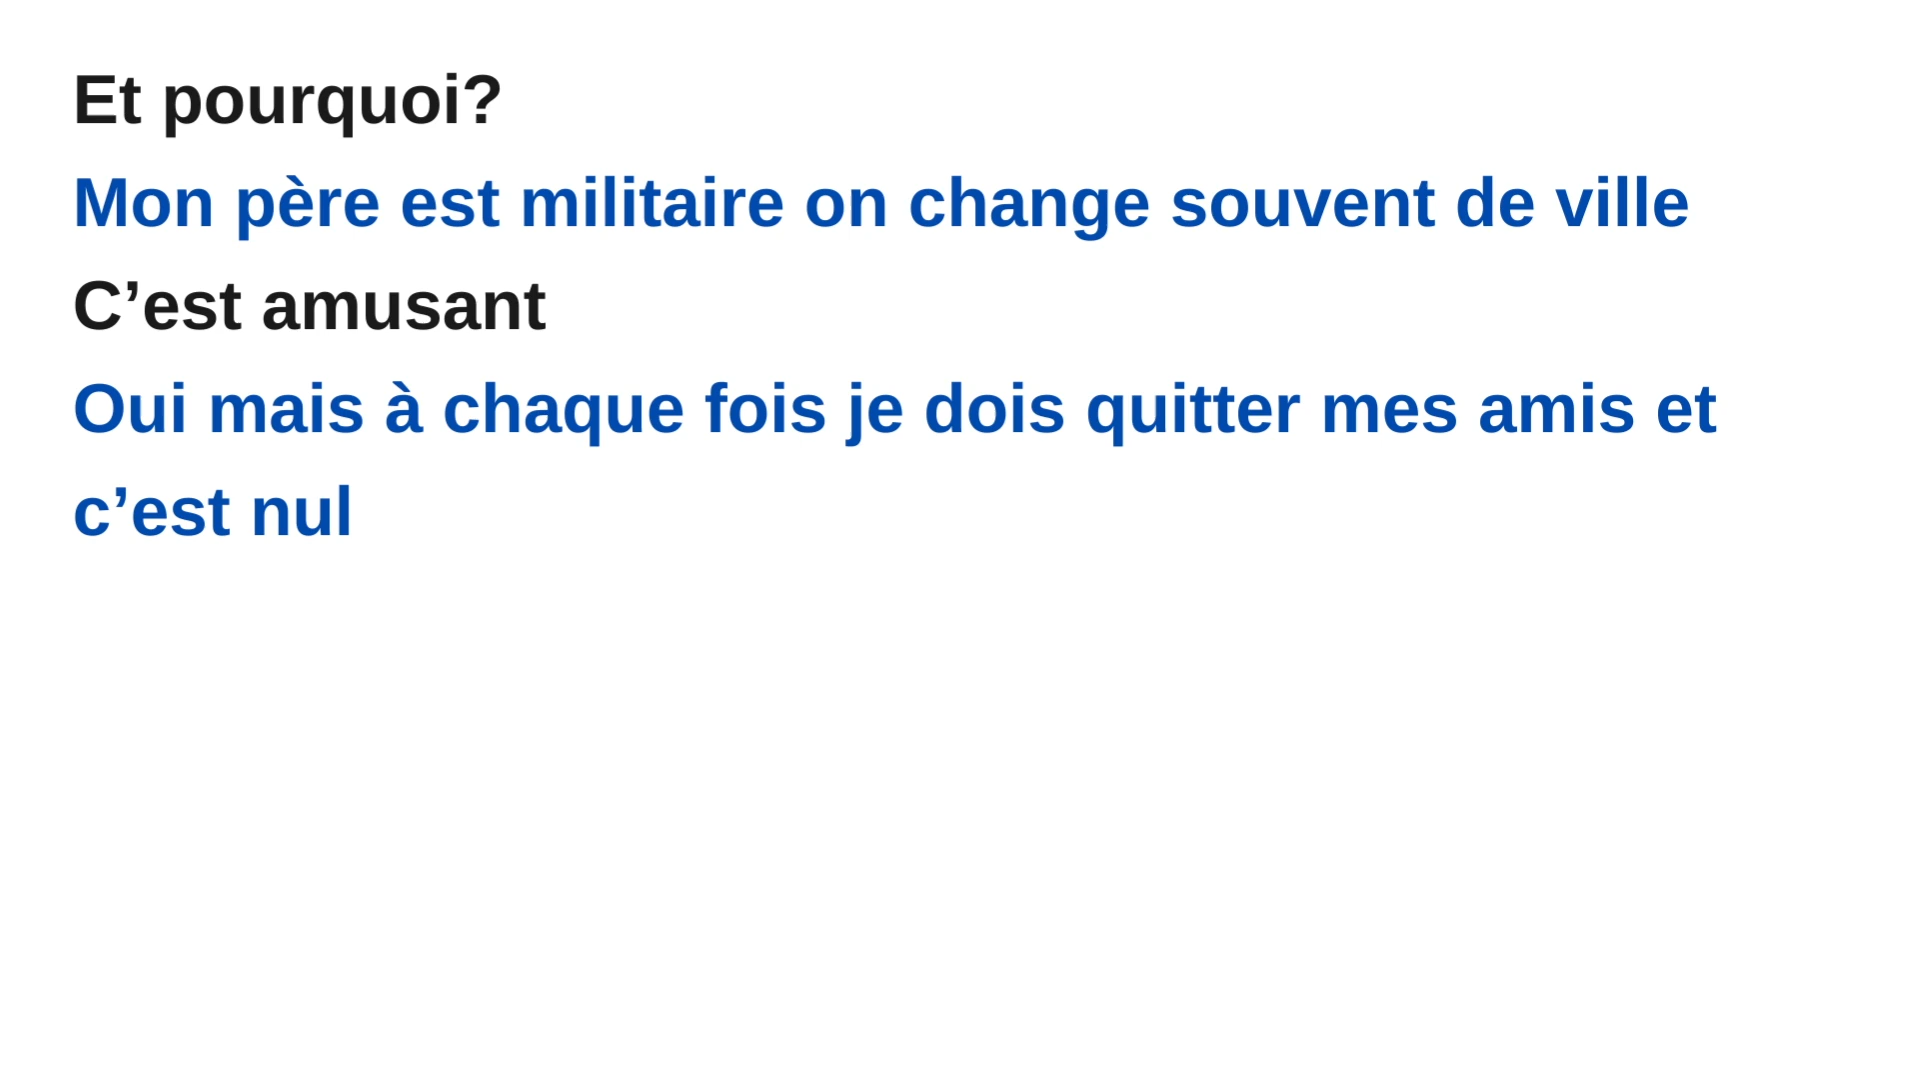 Et pourquoi?
Mon père est militaire on change souvent de ville
C’est amusant
Oui mais à chaque fois je dois quitter mes amis et
c’est nul